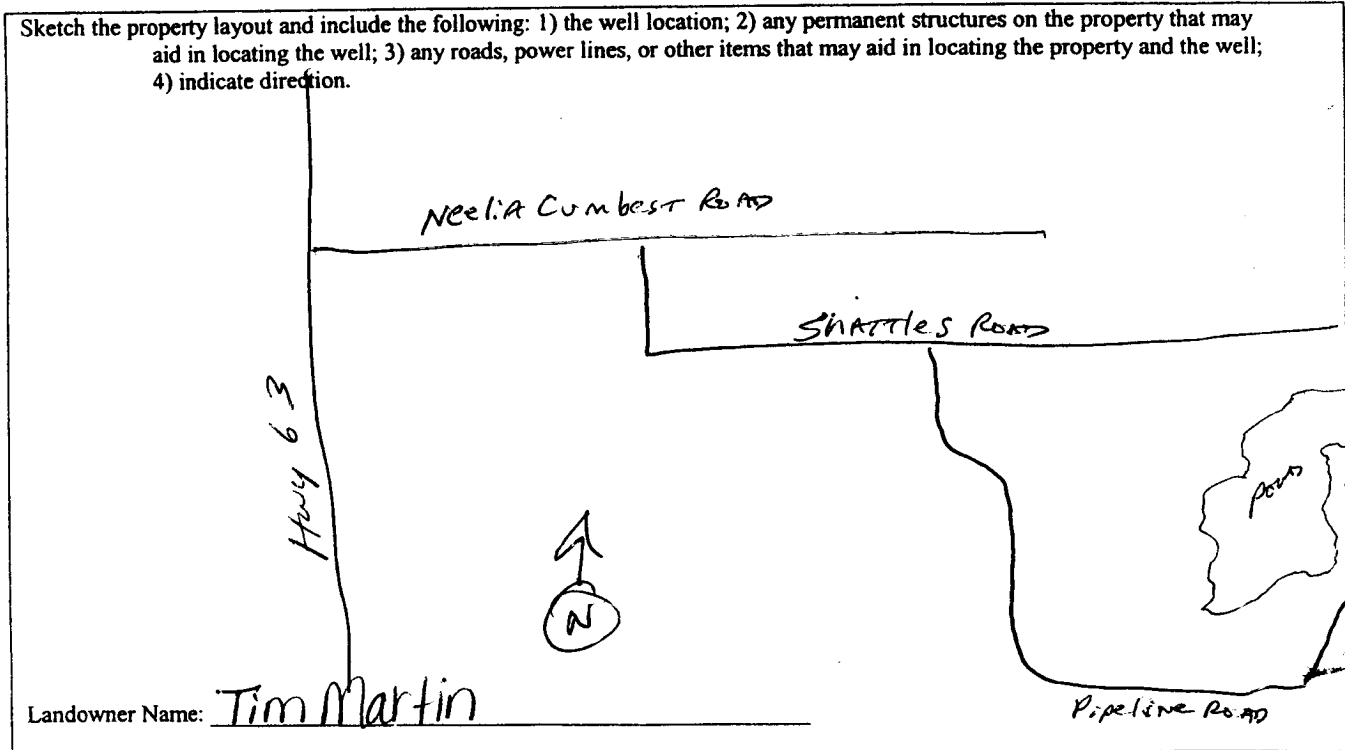 Sketch the property layout and include the following: 1) the well location; 2) any permanent structures on the property that may
aid in locating the well; 3) any roads, power lines, or other items that may aid in locating the property and the well;
4) indicate direction.
Neelia Cumbest Road
Shattles Road
Hwy 63
Pond
N
Landowner Name: Tim Martin
Pipeline Road